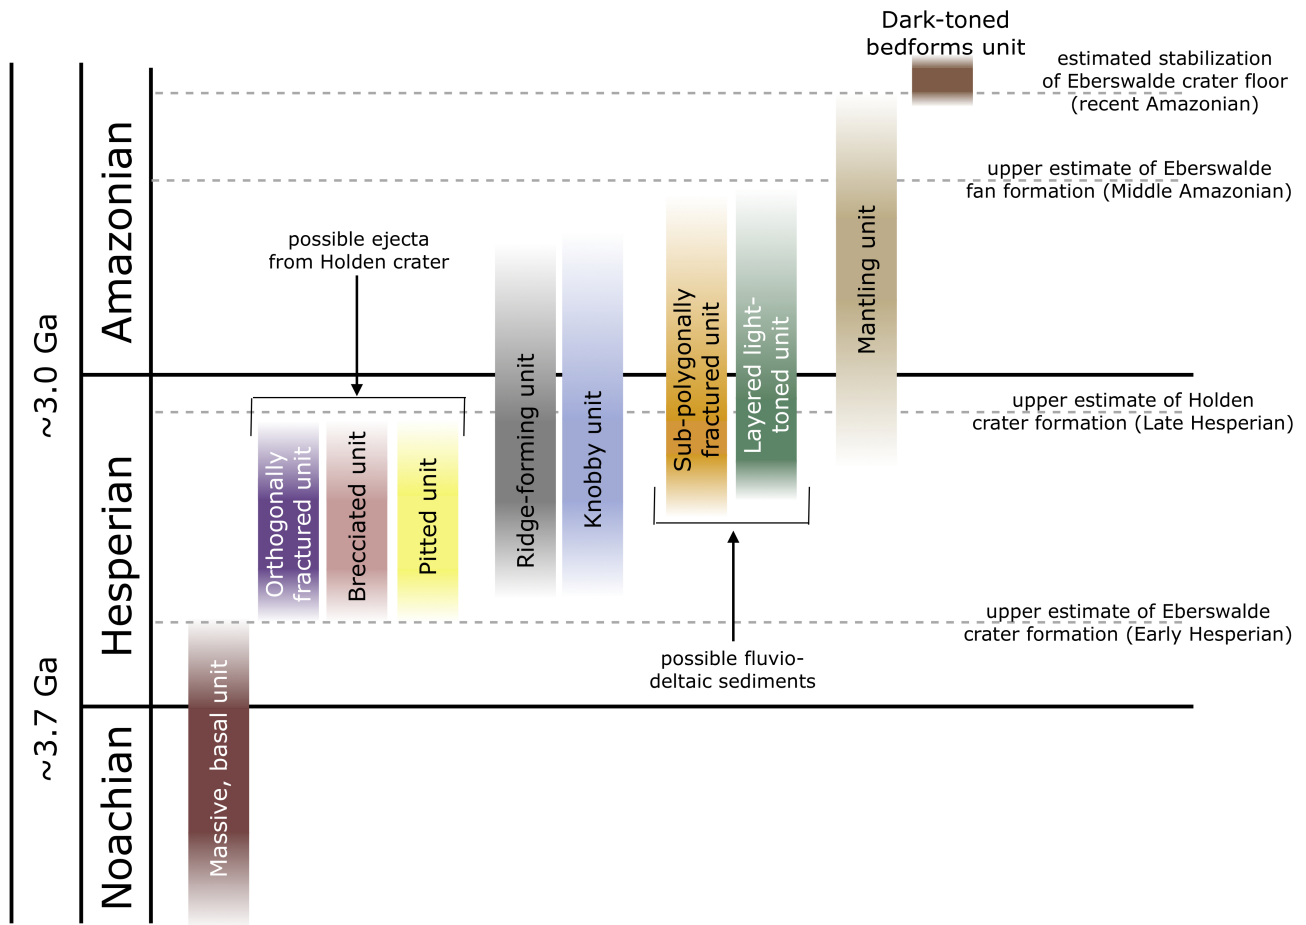 Dark-toned
bedforms unit
estimated stabilization
of Eberswalde crater floor
(recent Amazonian)
upper estimate of Eberswalde
fan formation (Middle Amazonian)
possible ejecta
from Holden crater
upper estimate of Holden
crater formation (Late Hesperian)
upper estimate of Eberswalde
crater formation (Early Hesperian)
possible fluvio-
deltaic sediments
~3.0 Ga
~3.7 Ga
Amazonian
Hesperian
Noachian
Massive, basal unit
Orthogonally
fractured unit
Brecciated unit
Pitted unit
Ridge-forming unit
Knobby unit
Sub-polygonally
fractured unit
Layered light-
toned unit
Mantling unit